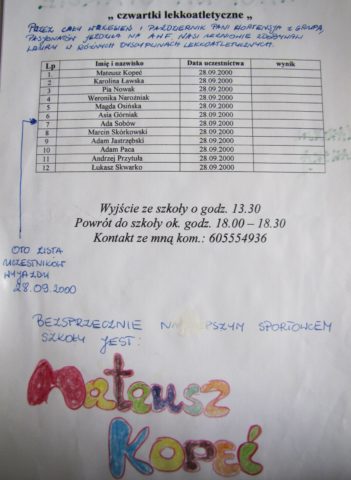 „ czwartki lekkoatletyczne „
PRZEZ CAŁY WRZESIEŃ I PAŹDZIERNIK PANI KORTENSJA Z GRUPĄ
PASJONATÓW JEŹDZIŁA NA AWF. NASI UCZNIOWIE ZDOBYWALI
LAURY W RÓŻNYCH DYSCYPLINACH LEKKOATLETYCZNYCH.
Lp Imię i nazwisko Data uczestnictwa wynik
1. Mateusz Kopeć 28.09.2000
2 Karolina Ławska 28.09.2000
3 Pia Nowak 28.09.2000
4 Weronika Narożniak 28.09.2000
5 Magda Osińska 28.09.2000
6 Asia Górniak 28.09.2000
7 Ada Sobów 28.09.2000
8 Marcin Skórkowski 28.09.2000
9 Adam Jastrzębski 28.09.2000
10 Adam Paca 28.09.2000
11 Andrzej Przytuła 28.09.2000
12 Łukasz Skwarko 28.09.2000
Wyjście ze szkoły o godz. 13.30
Powrót do szkoły ok. godz. 18.00 – 18.30
Kontakt ze mną kom.: 605554936
OTO LISTA
UCZESTNIKÓW
WYJAZDU
28.09.2000
BEZSPRZECZNIE NAJLEPSZYM SPORTOWCEM
SZKOŁY JEST:
Mateusz
Kopeć